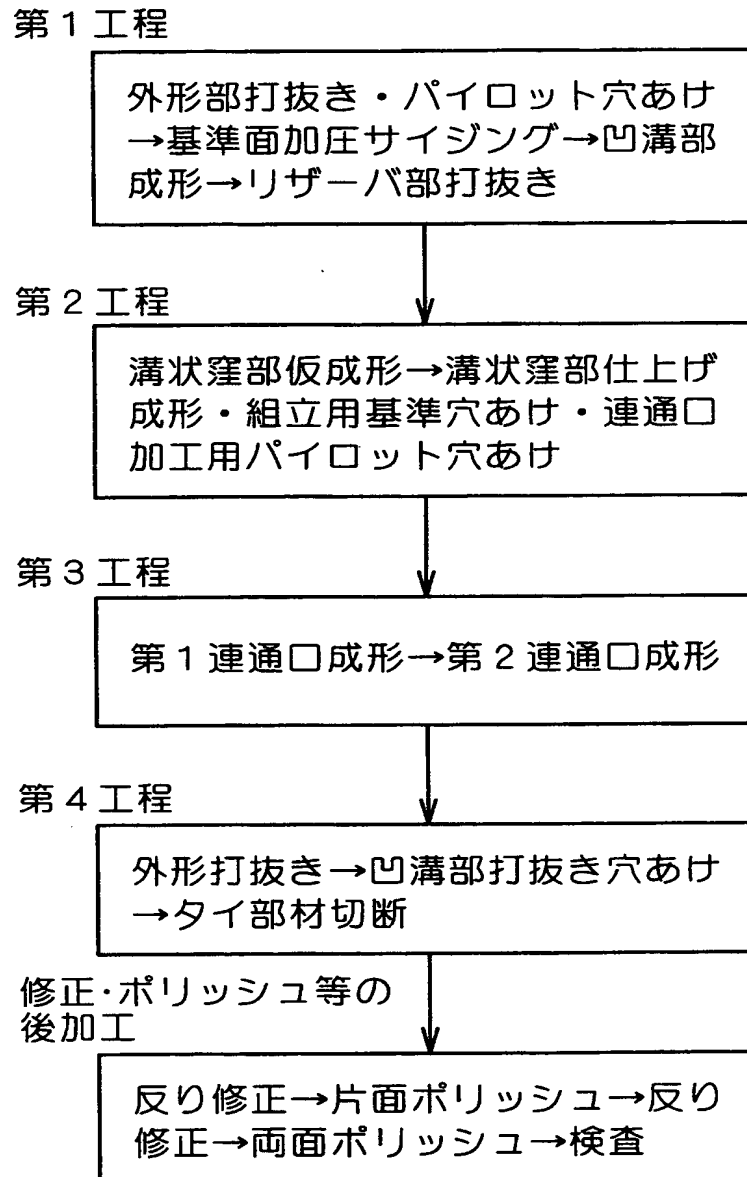 第1工程
外形部打抜き・パイロット穴あけ
→基準面加圧サイジング→凹溝部
成形→リザーバ部打抜き
第2工程
溝状窪部仮成形→溝状窪部仕上げ
成形・組立用基準穴あけ・連通口
加工用パイロット穴あけ
第3工程
第1連通口成形→第2連通口成形
第4工程
外形打抜き→凹溝部打抜き穴あけ
→タイ部材切断
修正・ポリッシュ等の
後加工
反り修正→片面ポリッシュ→反り
修正→両面ポリッシュ→検査